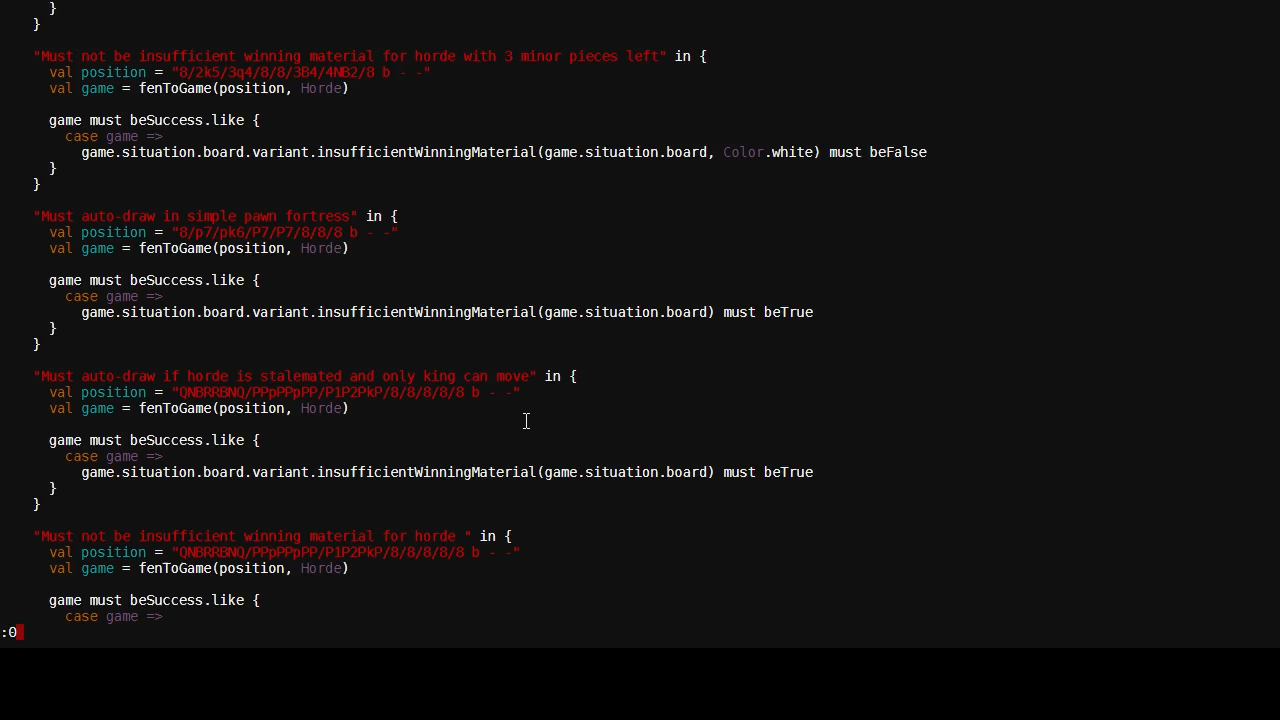 }
}
"Must not be insufficient winning material for horde with 3 minor pieces left" in {
val position = "8/2k5/3q4/8/8/3B4/4NB2/8 b - -"
val game = fenToGame(position, Horde)
game must beSuccess.like {
case game =>
game.situation.board.variant.insufficientWinningMaterial(game.situation.board, Color.white) must beFalse
}
}
"Must auto-draw in simple pawn fortress" in {
val position = "8/p7/pk6/P7/P7/8/8/8 b - -"
val game = fenToGame(position, Horde)
game must beSuccess.like {
case game =>
game.situation.board.variant.insufficientWinningMaterial(game.situation.board) must beTrue
}
}
"Must auto-draw if horde is stalemated and only king can move" in {
val position = "QNBRRBNQ/PPpPPpPP/P1P2PkP/8/8/8/8/8 b - -"
val game = fenToGame(position, Horde)
game must beSuccess.like {
case game =>
game.situation.board.variant.insufficientWinningMaterial(game.situation.board) must beTrue
}
}
"Must not be insufficient winning material for horde " in {
val position = "QNBRRBNQ/PPpPPpPP/P1P2PkP/8/8/8/8/8 b - -"
val game = fenToGame(position, Horde)
game must beSuccess.like {
case game =>
:0